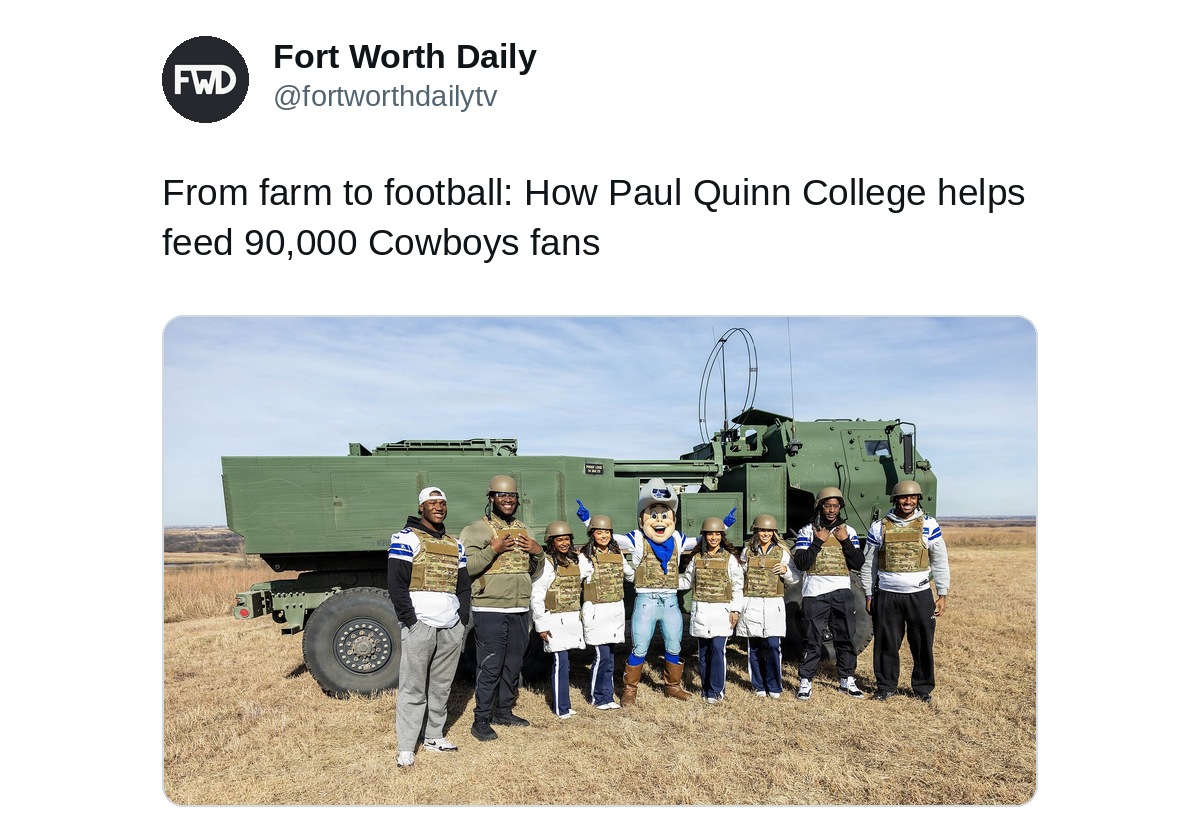 FWD
Fort Worth Daily
@fortworthdailytv
From farm to football: How Paul Quinn College helps
feed 90,000 Cowboys fans